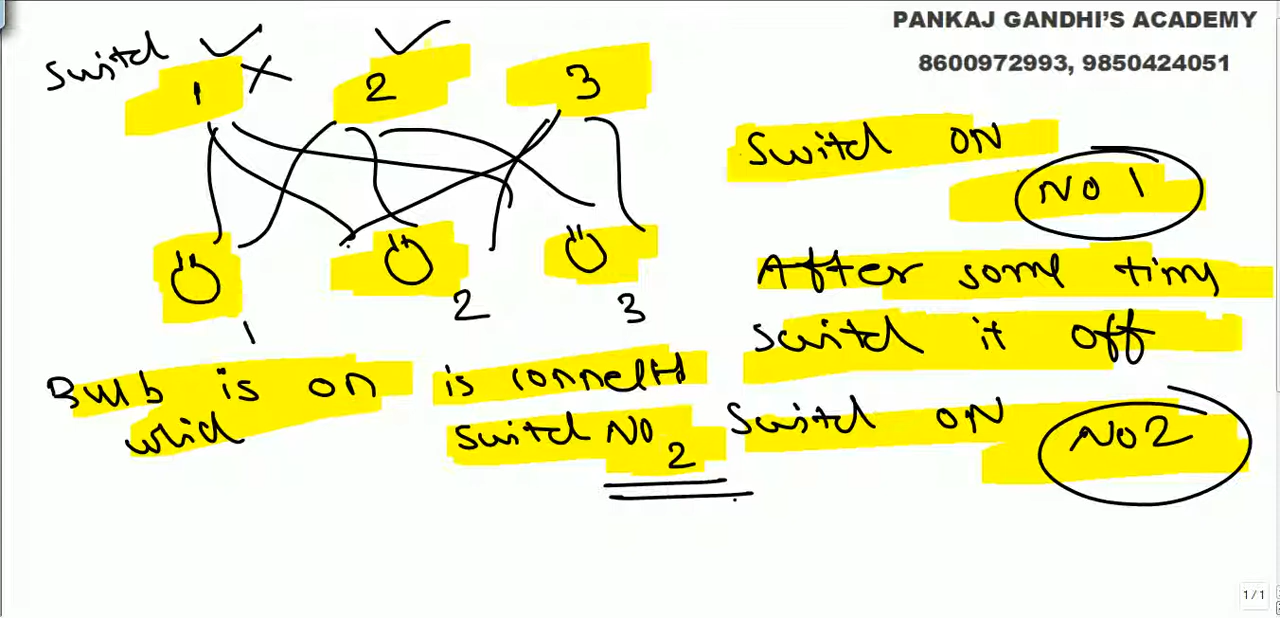 PANKAJ GANDHI'S ACADEMY
8600972993, 9850424051
Switch
1 2 3
Switch ON
NO 1
After some time
switch it off
Switch ON NO 2
1 2 3
Bulb is on
which
is connected
switch NO 2
1 / 1